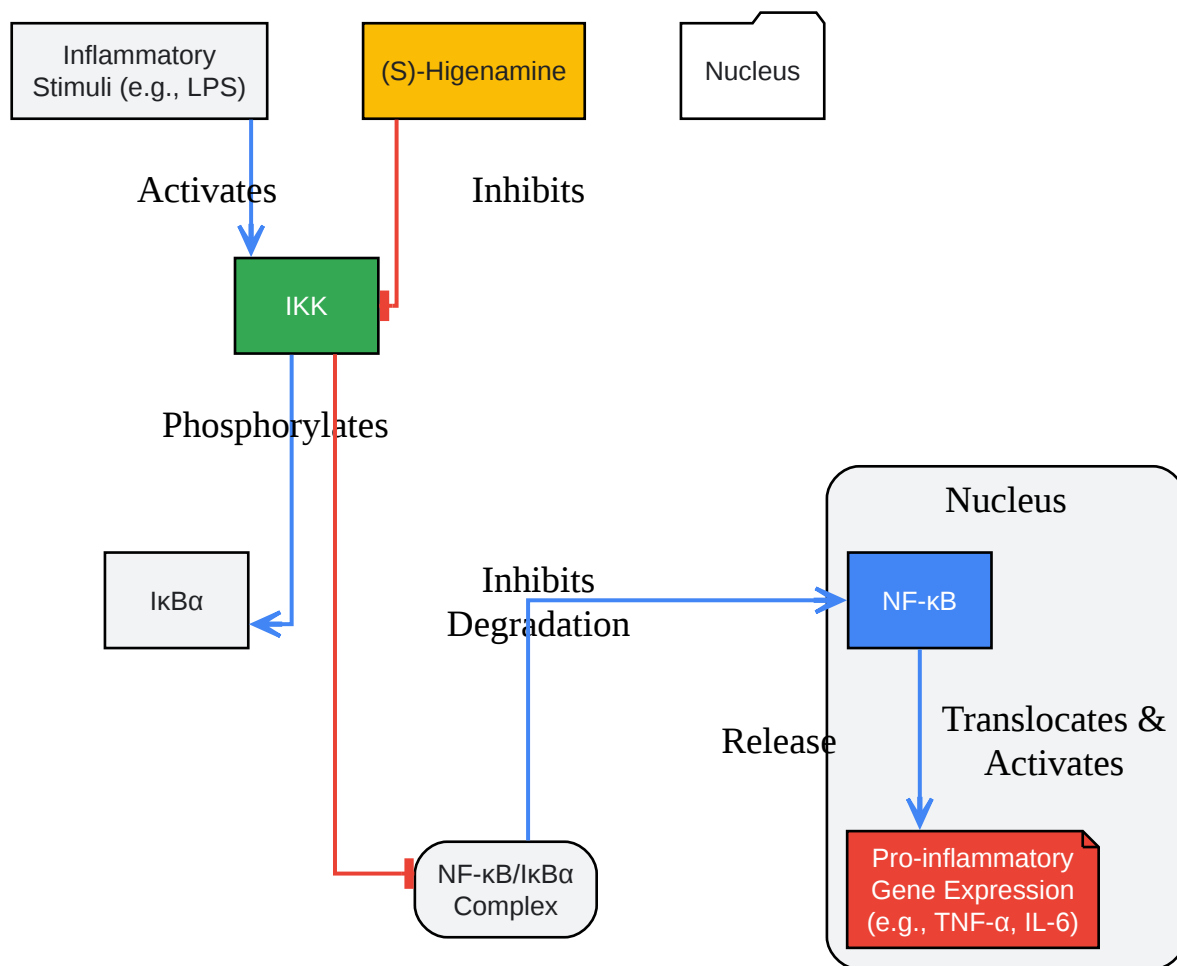 Inflammatory
Stimuli (e.g., LPS)
(S)-Higenamine
Nucleus
Activates
Inhibits
IKK
Phosphorylates
Nucleus
IκBα
Inhibits
Degradation
NF-κB
Release
Translocates &
Activates
NF-κB/IκBα
Complex
Pro-inflammatory
Gene Expression
(e.g., TNF-α, IL-6)